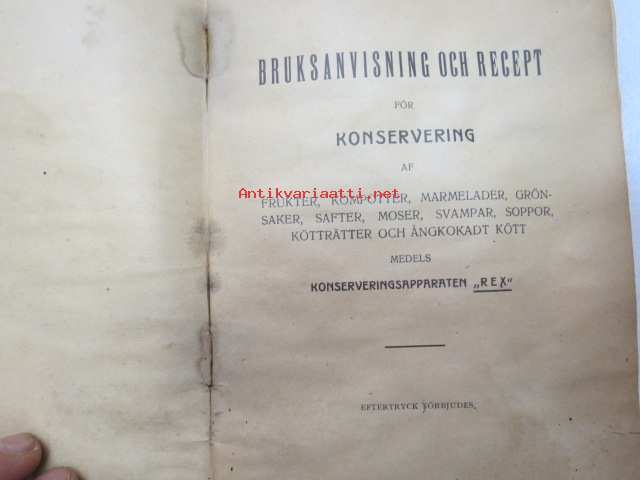 BRUKSANVISNING OCH RECEPT
FÖR
KONSERVERING
AF
Antikvariaatti.net
FRUKTER, KOMPOTTER, MARMELADER, GRÖN-
SAKER, SAFTER, MOSER, SVAMPAR, SOPPOR,
KÖTTRÄTTER OCH ÅNGKOKADT KÖTT
MEDELS
KONSERVERINGSAPPARATEN „REX”
EFTERTRYCK FÖRBJUDES.